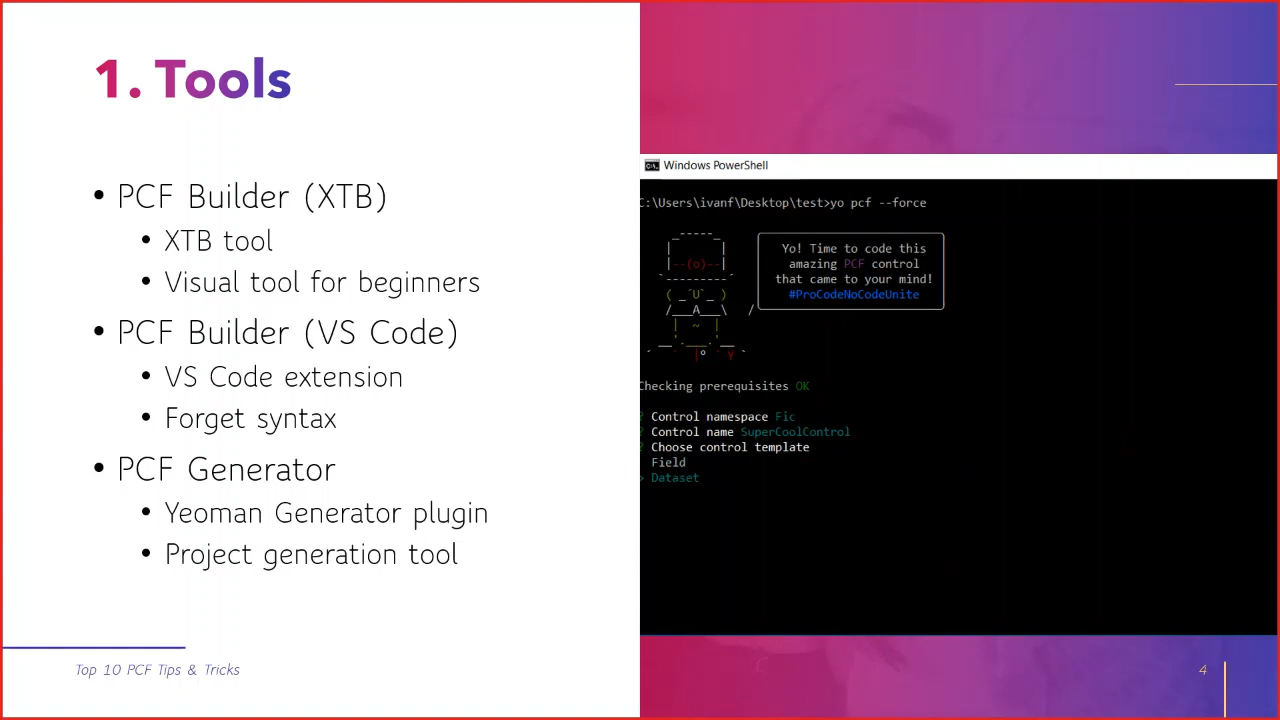 1. Tools
• PCF Builder (XTB)
• XTB tool
• Visual tool for beginners
• PCF Builder (VS Code)
• VS Code extension
• Forget syntax
• PCF Generator
• Yeoman Generator plugin
• Project generation tool
Top 10 PCF Tips & Tricks
Windows PowerShell
C:\Users\ivanf\Desktop\test>yo pcf --force
Yo! Time to code this
amazing PCF control
that came to your mind!
#ProCodeNoCodeUnite
Checking prerequisites OK
? Control namespace Fic
? Control name SuperCoolControl
? Choose control template
Field
> Dataset
4